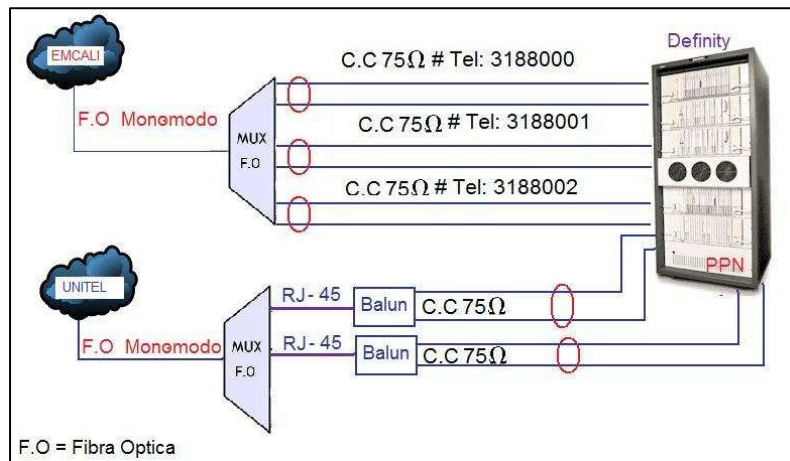 Definity
EMCALI
C.C 75Ω # Tel: 3188000
F.O Monomodo
MUX
F.O
C.C 75Ω # Tel: 3188001
C.C 75Ω # Tel: 3188002
PPN
UNITEL
RJ-45
Balun
C.C 75Ω
F.O Monomodo
MUX
F.O
RJ-45
Balun
C.C 75Ω
F.O = Fibra Optica